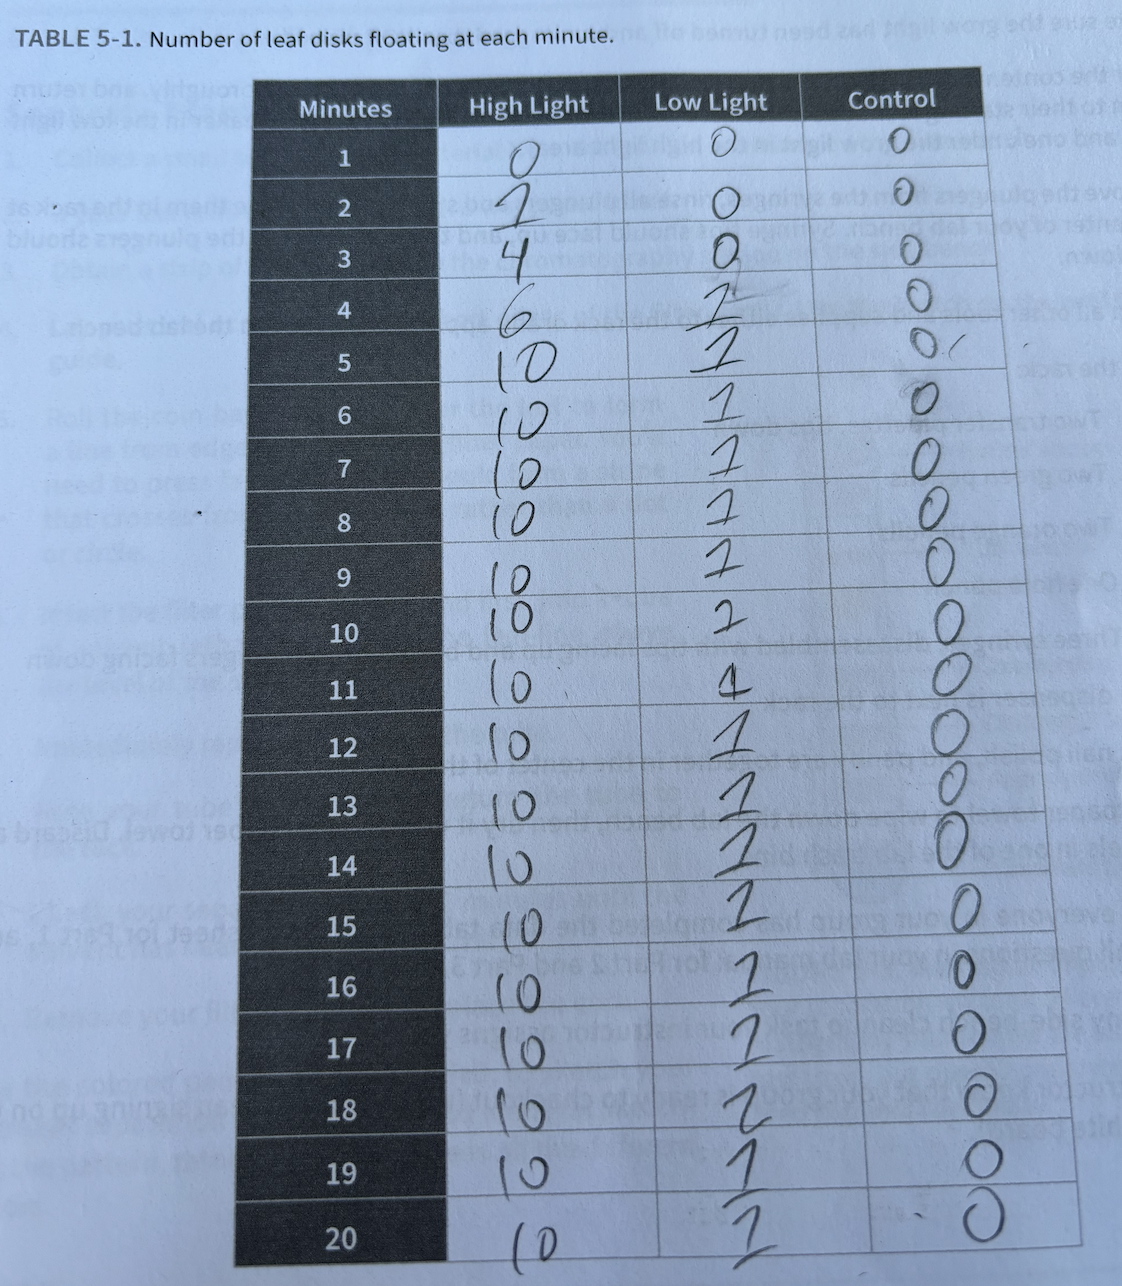 TABLE 5-1. Number of leaf disks floating at each minute.
Minutes High Light Low Light Control
1 0 0 0
2 1 0 0
3 4 0 0
4 6 1 0
5 10 1 0
6 10 1 0
7 10 1 0
8 10 1 0
9 10 1 0
10 10 1 0
11 10 1 0
12 10 1 0
13 10 1 0
14 10 1 0
15 10 1 0
16 10 1 0
17 10 1 0
18 10 1 0
19 10 1 0
20 10 1 0